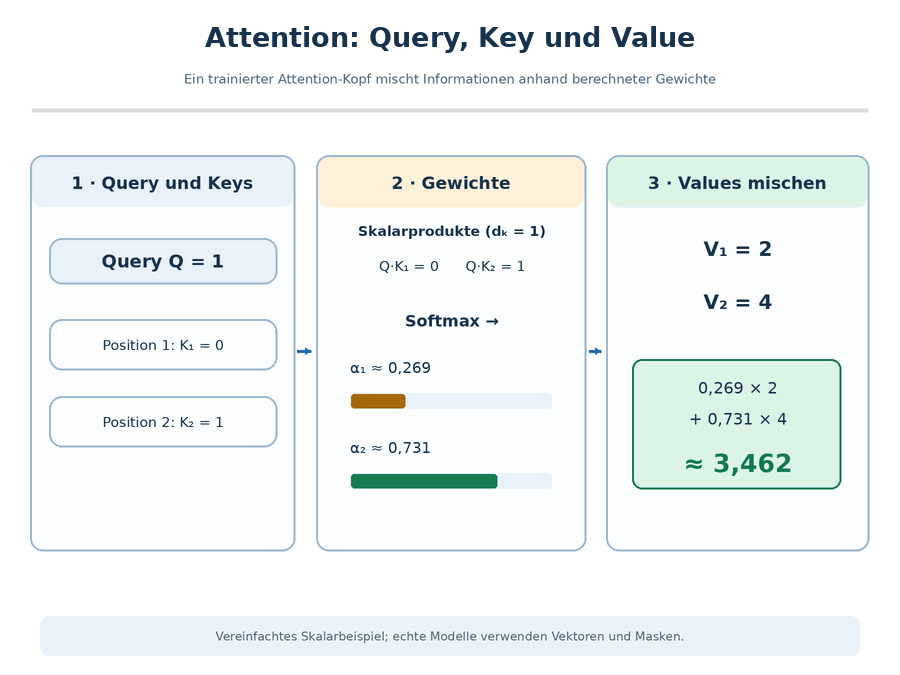 Attention: Query, Key und Value
Ein trainierter Attention-Kopf mischt Informationen anhand berechneter Gewichte
1 · Query und Keys
Query Q = 1
Position 1: K₁ = 0
Position 2: K₂ = 1
2 · Gewichte
Skalarprodukte (dₖ = 1)
Q·K₁ = 0 Q·K₂ = 1
Softmax →
α₁ ≈ 0,269
α₂ ≈ 0,731
3 · Values mischen
V₁ = 2
V₂ = 4
0,269 × 2
+ 0,731 × 4
≈ 3,462
Vereinfachtes Skalarbeispiel; echte Modelle verwenden Vektoren und Masken.